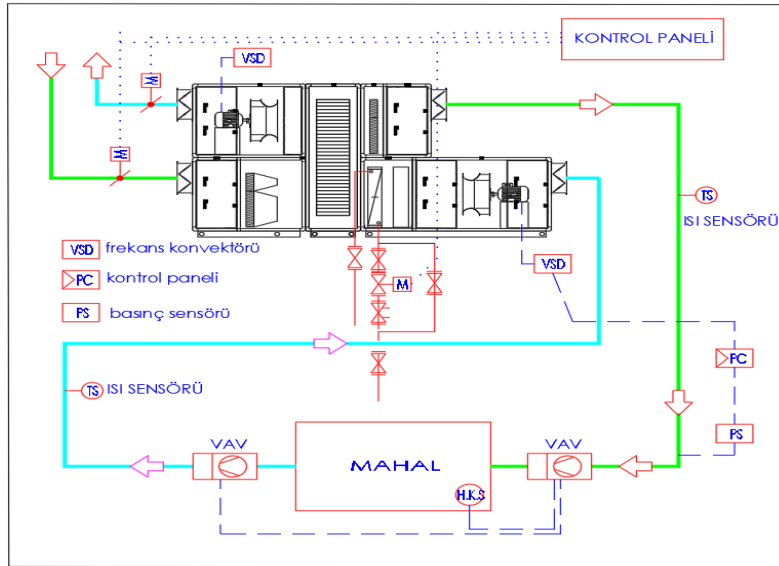 KONTROL PANELİ
M
VSD
M
TS
ISI SENSÖRÜ
VSD frekans konvektörü
VSD
PC kontrol paneli
M
PS basınç sensörü
PC
TS ISI SENSÖRÜ
PS
VAV
MAHAL
VAV
H.K.S